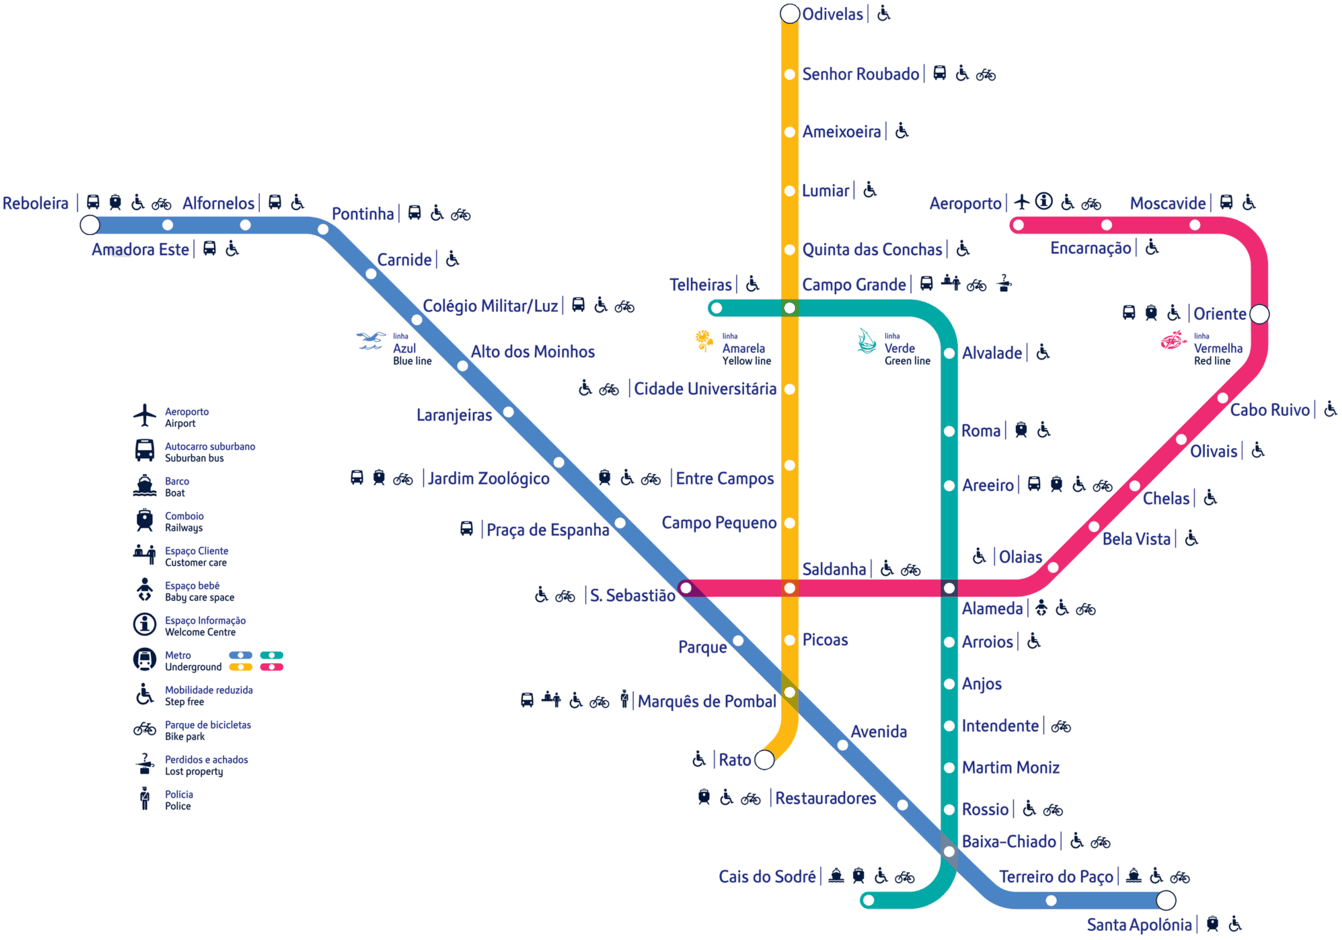 Odivelas
Senhor Roubado
Ameixoeira
Lumiar
Reboleira
Alfornelos
Pontinha
Aeroporto
Moscavide
Amadora Este
Carnide
Quinta das Conchas
Encarnação
Telheiras
Campo Grande
Colégio Militar/Luz
Oriente
linha
Azul
Blue line
linha
Amarela
Yellow line
linha
Verde
Green line
linha
Vermelha
Red line
Alto dos Moinhos
Alvalade
Cidade Universitária
Laranjeiras
Cabo Ruivo
Roma
Olivais
Jardim Zoológico
Entre Campos
Areeiro
Chelas
Praça de Espanha
Campo Pequeno
Bela Vista
Olaias
Saldanha
S. Sebastião
Alameda
Parque
Picoas
Arroios
Anjos
Marquês de Pombal
Intendente
Avenida
Rato
Martim Moniz
Restauradores
Rossio
Baixa-Chiado
Cais do Sodré
Terreiro do Paço
Santa Apolónia
Aeroporto
Airport
Autocarro suburbano
Suburban bus
Barco
Boat
Comboio
Railways
Espaço Cliente
Customer care
Espaço bebé
Baby care space
Espaço Informação
Welcome Centre
Metro
Underground
Mobilidade reduzida
Step free
Parque de bicicletas
Bike park
Perdidos e achados
Lost property
Policia
Police